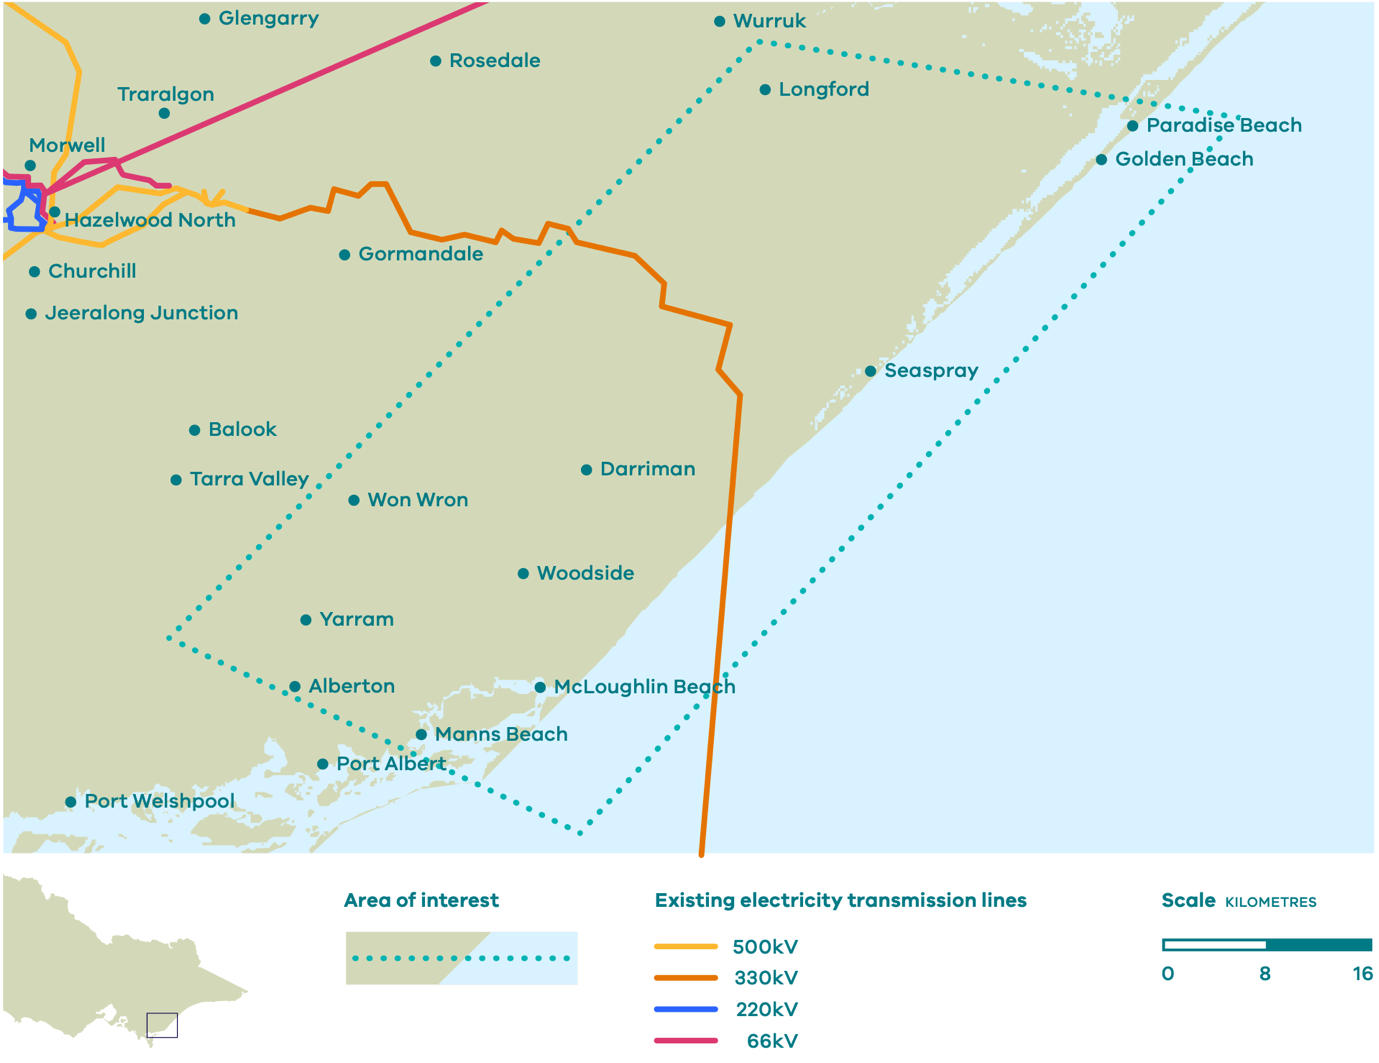 Glengarry
Wurruk
Rosedale
Longford
Traralgon
Paradise Beach
Morwell
Golden Beach
Hazelwood North
Gormandale
Churchill
Jeeralong Junction
Seaspray
Balook
Darriman
Tarra Valley
Won Wron
Woodside
Yarram
Alberton
McLoughlin Beach
Manns Beach
Port Albert
Port Welshpool
Area of interest
Existing electricity transmission lines
500kV
330kV
220kV
66kV
Scale KILOMETRES
0 8 16